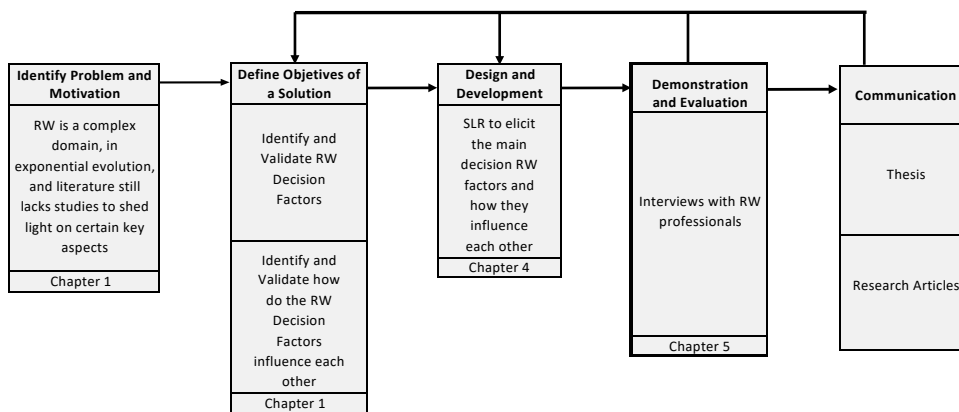 Identify Problem and
Motivation
RW is a complex
domain, in
exponential evolution,
and literature still
lacks studies to shed
light on certain key
aspects
Chapter 1
Define Objetives of
a Solution
Identify and
Validate RW
Decision
Factors
Identify and
Validate how
do the RW
Decision
Factors
influence each
other
Chapter 1
Design and
Development
SLR to elicit
the main
decision RW
factors and
how they
influence
each other
Chapter 4
Demonstration
and Evaluation
Interviews with RW
professionals
Chapter 5
Communication
Thesis
Research Articles